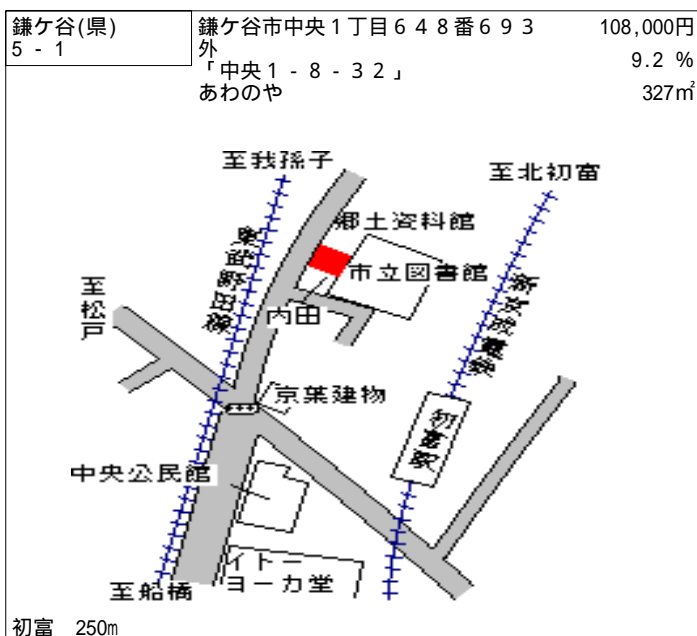 鎌ケ谷(県)
5 - 1
鎌ケ谷市中央１丁目６４８番６９３
外
「中央１－８－３２」
あわのや
108,000円
9.2 %
327㎡
至我孫子
至北初富
郷土資料館
東武野田線
市立図書館
新京成電鉄
至松戸
内田
京葉建物
初富駅
中央公民館
イトー
ヨーカ堂
至船橋
初富 250m